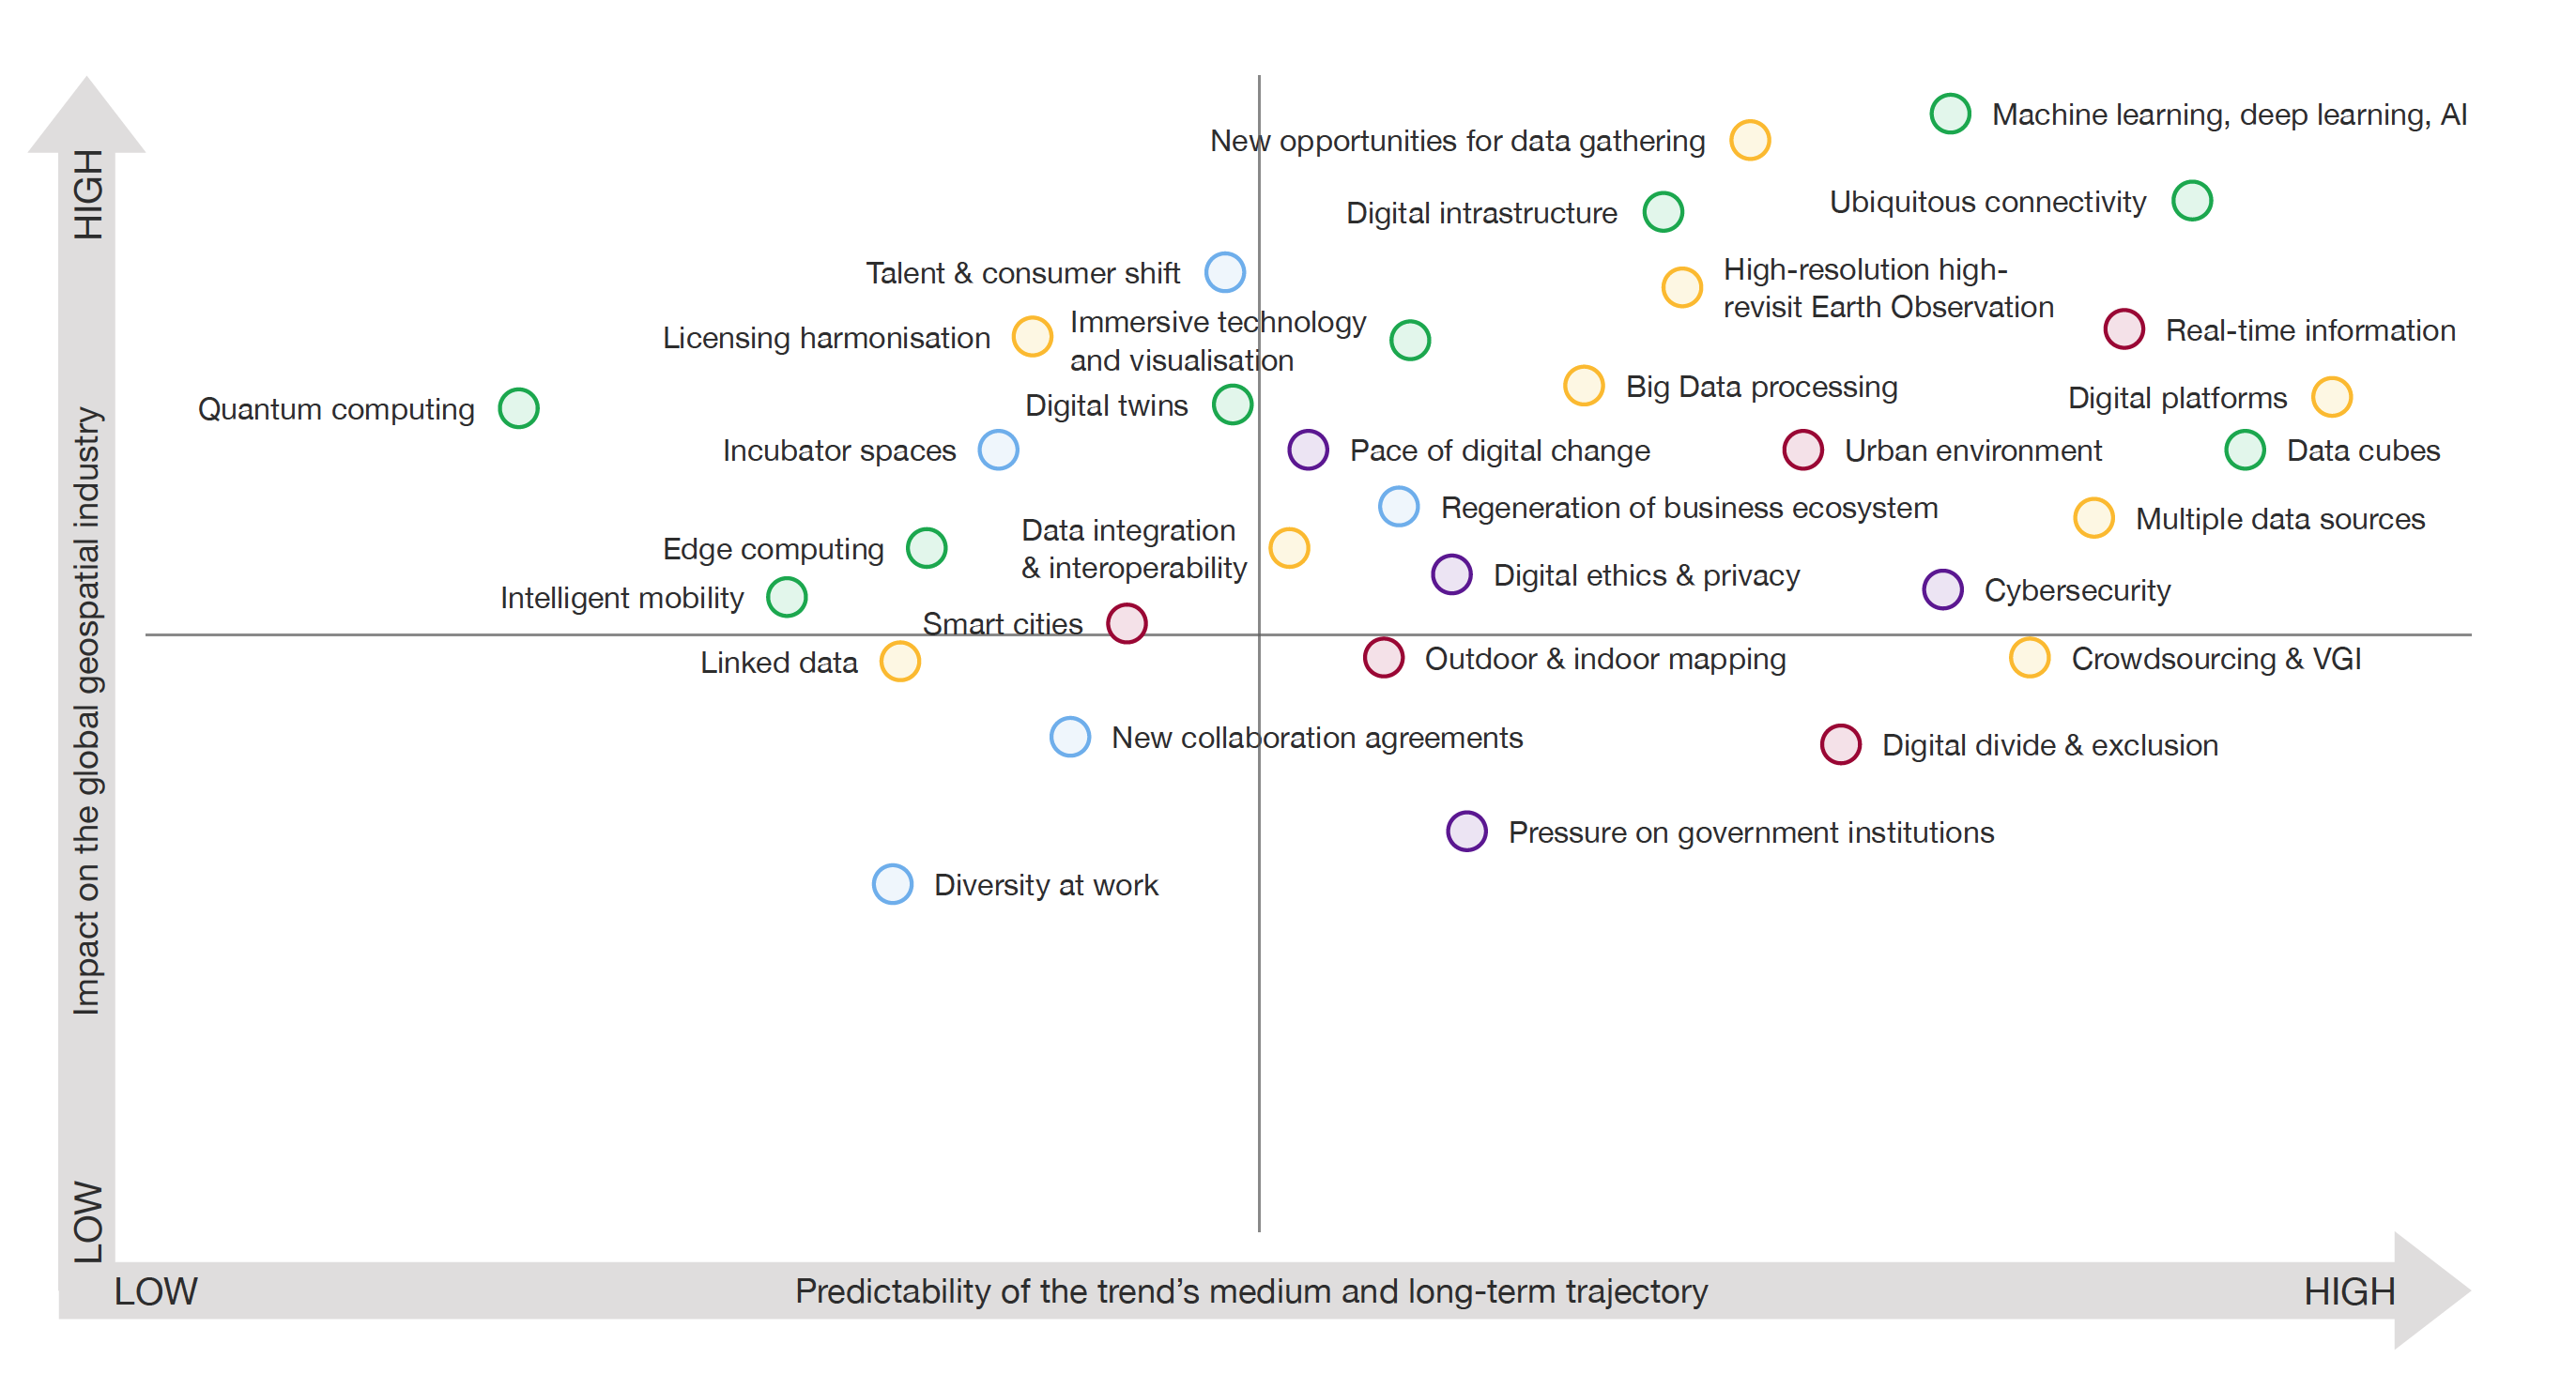 HIGH
Impact on the global geospatial industry
LOW
Machine learning, deep learning, AI
New opportunities for data gathering
Ubiquitous connectivity
Digital intrastructure
Talent & consumer shift
High-resolution high-
revisit Earth Observation
Immersive technology
and visualisation
Real-time information
Licensing harmonisation
Big Data processing
Digital platforms
Digital twins
Quantum computing
Incubator spaces
Pace of digital change
Urban environment
Data cubes
Regeneration of business ecosystem
Multiple data sources
Data integration
& interoperability
Edge computing
Digital ethics & privacy
Cybersecurity
Intelligent mobility
Smart cities
Linked data
Outdoor & indoor mapping
Crowdsourcing & VGI
New collaboration agreements
Digital divide & exclusion
Pressure on government institutions
Diversity at work
LOW
Predictability of the trend’s medium and long-term trajectory
HIGH